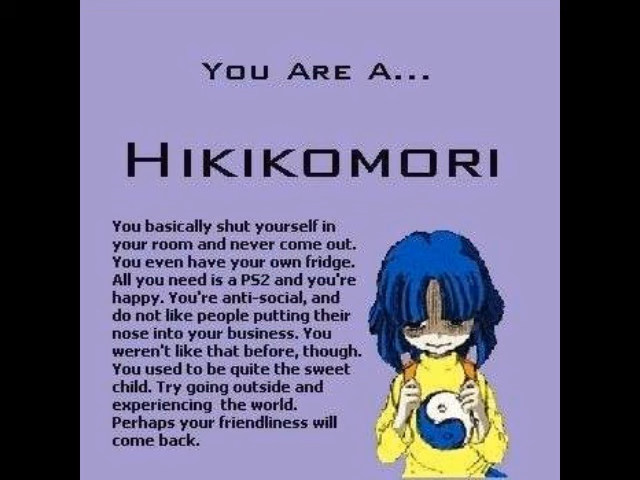 You Are A...
Hikikomori
You basically shut yourself in
your room and never come out.
You even have your own fridge.
All you need is a PS2 and you're
happy. You're anti-social, and
do not like people putting their
nose into your business. You
weren't like that before, though.
You used to be quite the sweet
child. Try going outside and
experiencing the world.
Perhaps your friendliness will
come back.